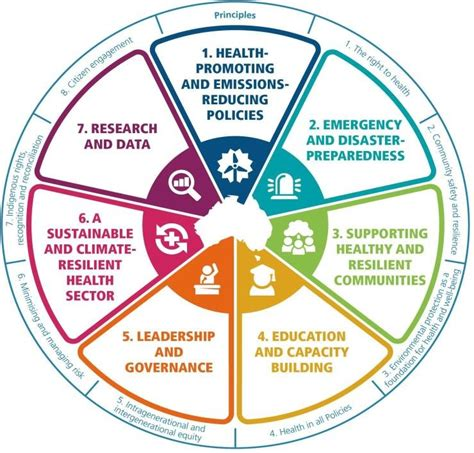 Principles
1. The right to health
2. Community safety and resilience
3. Environmental protection as a
foundation for health and well-being
4. Health in all Policies
5. Intragenerational and
intergenerational equity
6. Minimising and managing risk
7. Indigenous rights,
recognition and reconciliation
8. Citizen engagement
1. HEALTH-
PROMOTING
AND EMISSIONS-
REDUCING
POLICIES
2. EMERGENCY
AND DISASTER-
PREPAREDNESS
3. SUPPORTING
HEALTHY AND
RESILIENT
COMMUNITIES
4. EDUCATION
AND CAPACITY
BUILDING
5. LEADERSHIP
AND
GOVERNANCE
6. A
SUSTAINABLE
AND CLIMATE-
RESILIENT
HEALTH
SECTOR
7. RESEARCH
AND DATA